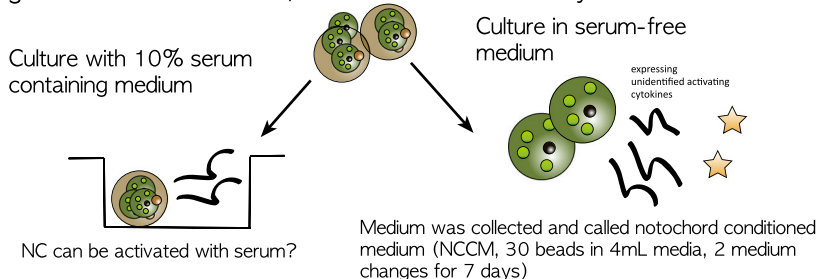 Culture with 10% serum
containing medium
Culture in serum-free
medium
expressing
unidentified activating
cytokines
NC can be activated with serum?
Medium was collected and called notochord conditioned
medium (NCCM, 30 beads in 4mL media, 2 medium
changes for 7 days)